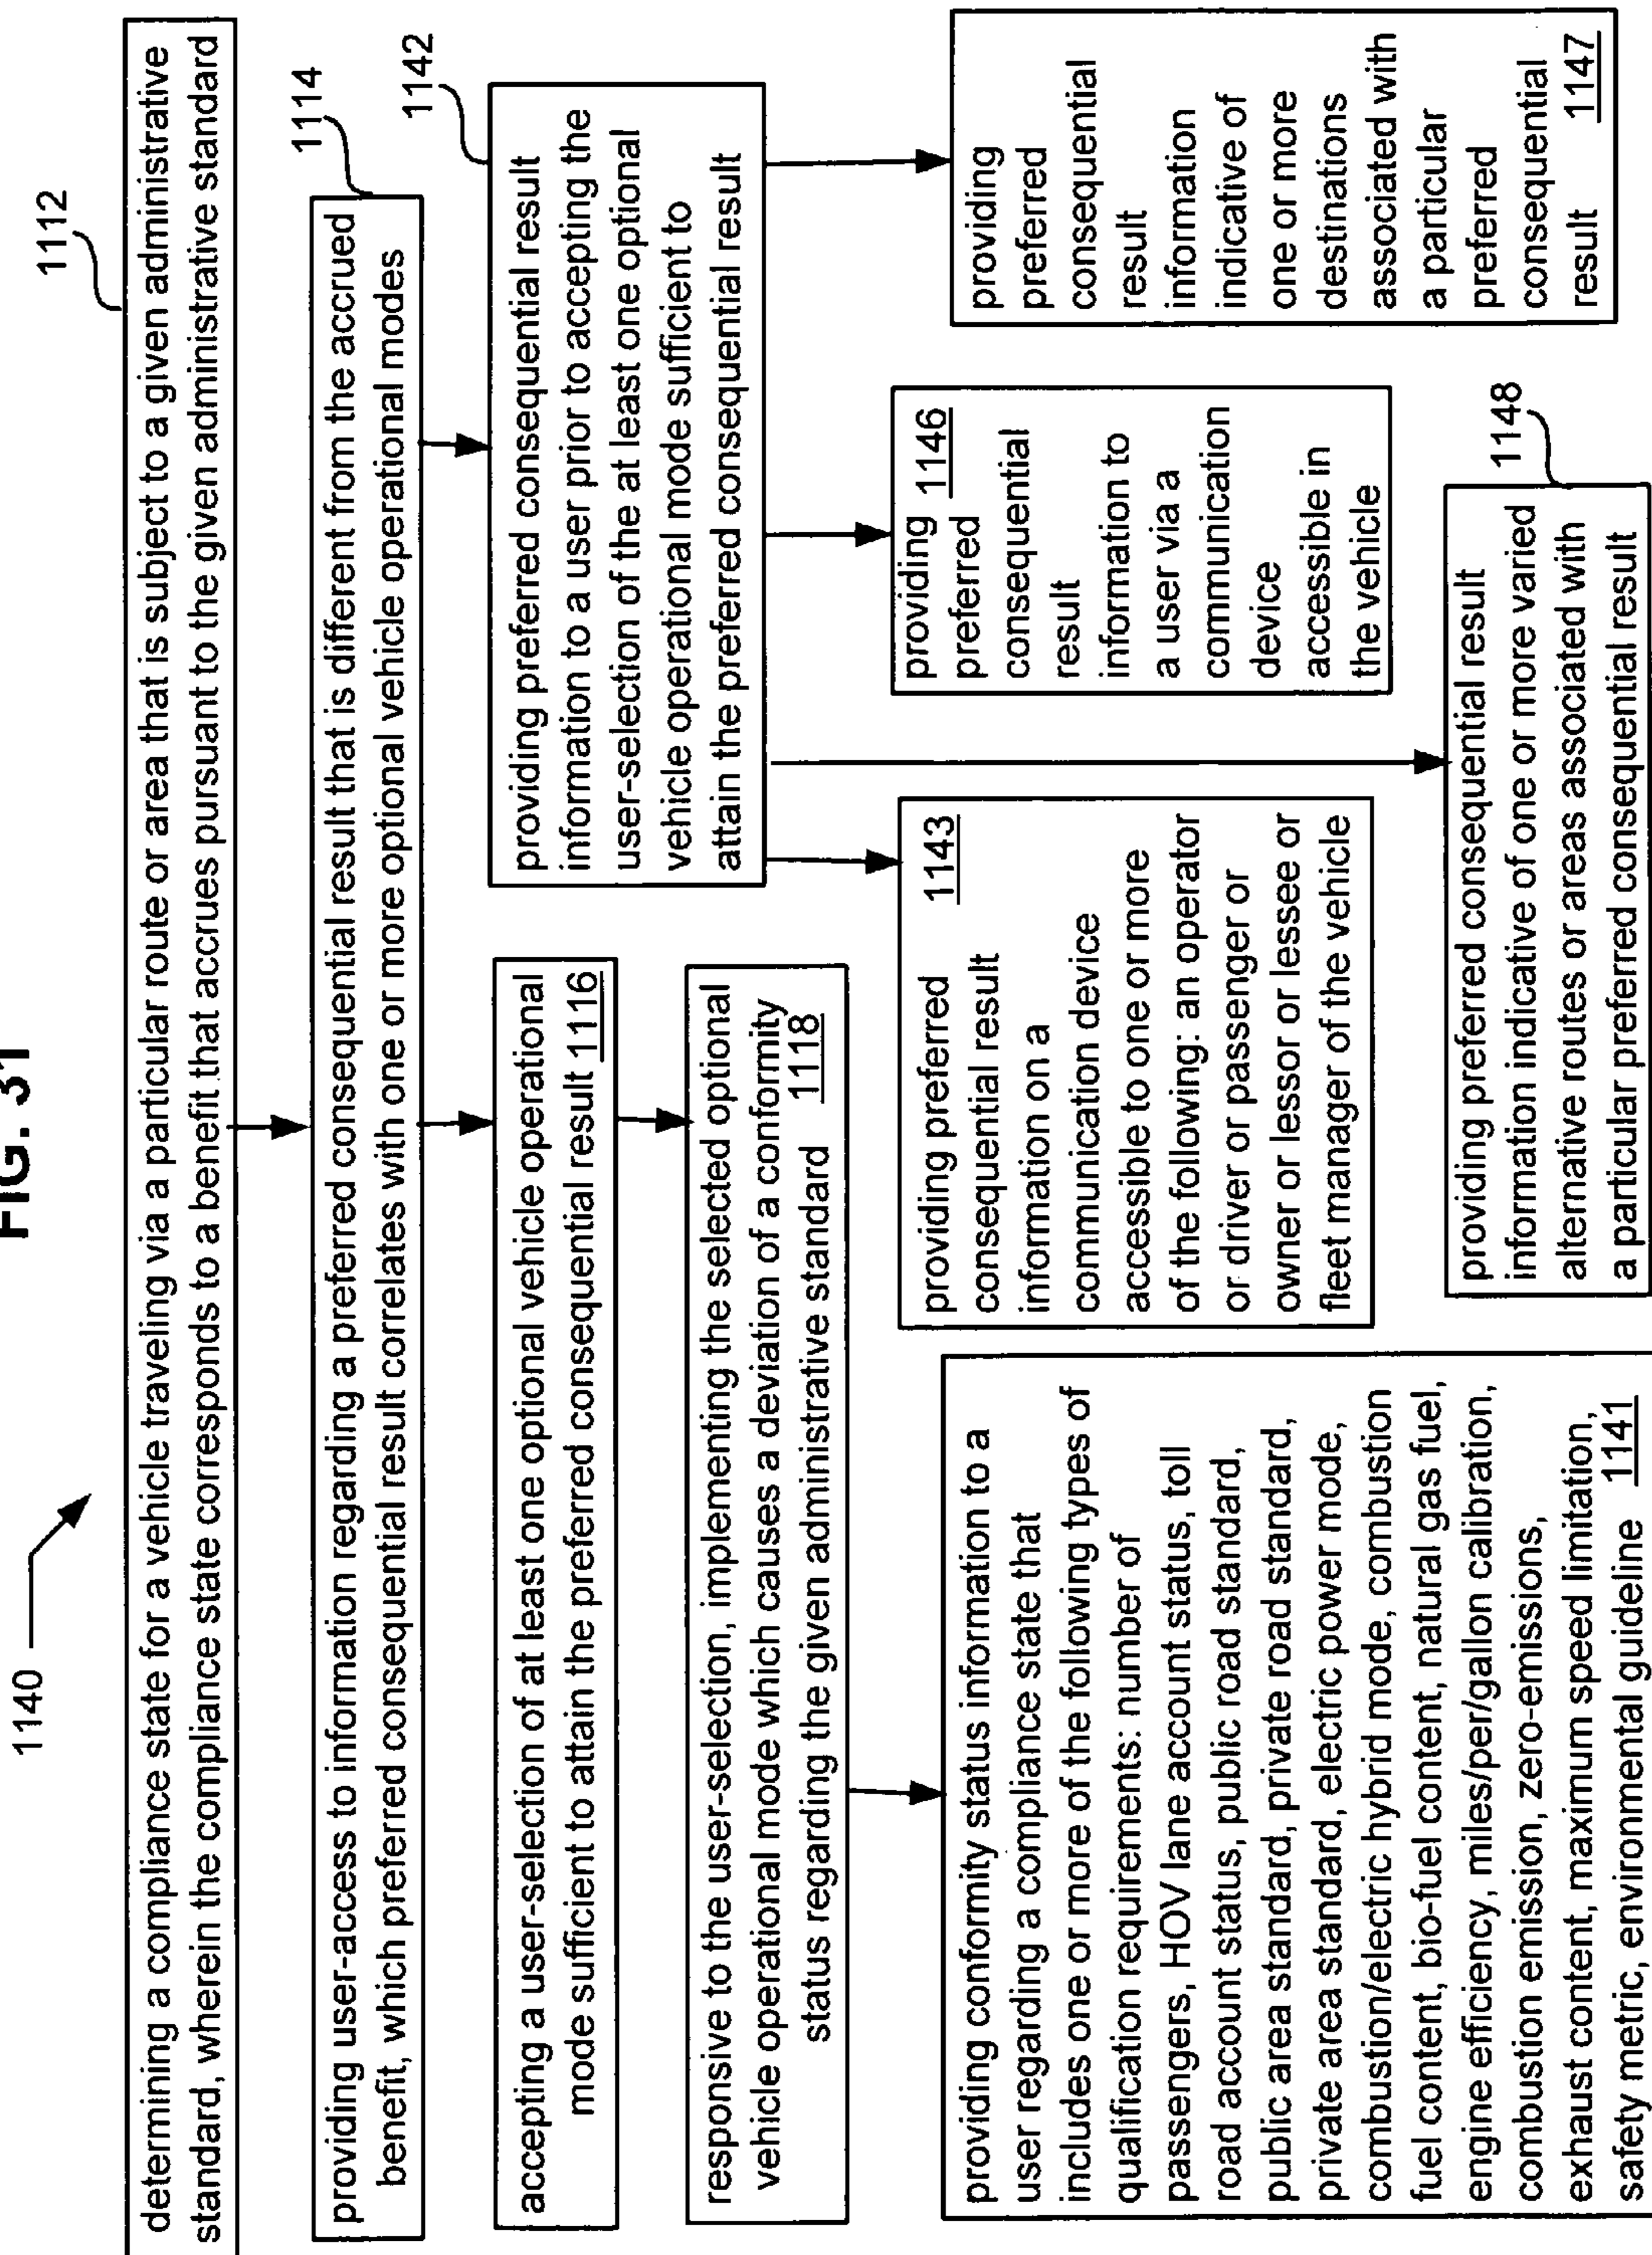 FIG. 31
1140
1112
determining a compliance state for a vehicle traveling via a particular route or area that is subject to a given administrative
standard, wherein the compliance state corresponds to a benefit that accrues pursuant to the given administrative standard
1114
providing user-access to information regarding a preferred consequential result that is different from the accrued
benefit, which preferred consequential result correlates with one or more optional vehicle operational modes
accepting a user-selection of at least one optional vehicle operational
mode sufficient to attain the preferred consequential result 1116
responsive to the user-selection, implementing the selected optional
vehicle operational mode which causes a deviation of a conformity
status regarding the given administrative standard 1118
1142
providing preferred consequential result
information to a user prior to accepting the
user-selection of the at least one optional
vehicle operational mode sufficient to
attain the preferred consequential result
providing conformity status information to a
user regarding a compliance state that
includes one or more of the following types of
qualification requirements: number of
passengers, HOV lane account status, toll
road account status, public road standard,
public area standard, private road standard,
private area standard, electric power mode,
combustion/electric hybrid mode, combustion
fuel content, bio-fuel content, natural gas fuel,
engine efficiency, miles/per/gallon calibration,
combustion emission, zero-emissions,
exhaust content, maximum speed limitation,
safety metric, environmental guideline 1141
providing preferred 1143
consequential result
information on a
communication device
accessible to one or more
of the following: an operator
or driver or passenger or
owner or lessor or lessee or
fleet manager of the vehicle
providing 1146
preferred
consequential
result
information to
a user via a
communication
device
accessible in
the vehicle
providing
preferred
consequential
result
information
indicative of
one or more
destinations
associated with
a particular
preferred
consequential
result 1147
1148
providing preferred consequential result
information indicative of one or more varied
alternative routes or areas associated with
a particular preferred consequential result